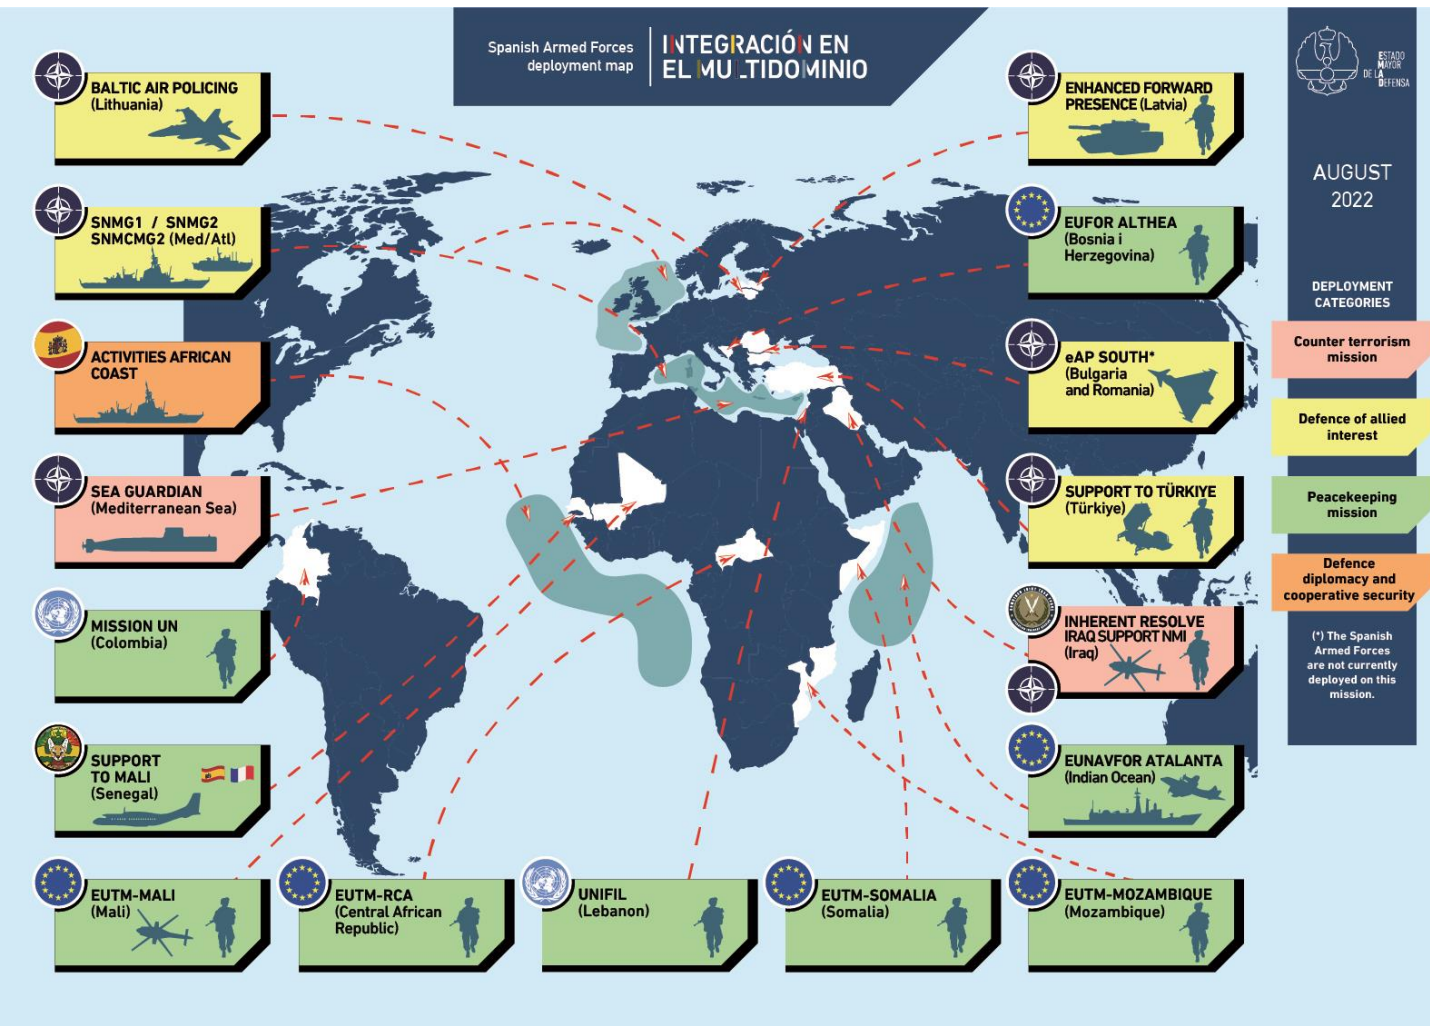 Spanish Armed Forces
deployment map
INTEGRACIÓN EN
EL MULTIDOMINIO
ESTADO
MAYOR
DE LA DEFENSA
AUGUST
2022
DEPLOYMENT
CATEGORIES
Counter terrorism
mission
Defence of allied
interest
Peacekeeping
mission
Defence
diplomacy and
cooperative security
(*) The Spanish
Armed Forces
are not currently
deployed on this
mission.
BALTIC AIR POLICING
(Lithuania)
SNMG1 / SNMG2
SNMCMG2 (Med/Atl)
ACTIVITIES AFRICAN
COAST
SEA GUARDIAN
(Mediterranean Sea)
MISSION UN
(Colombia)
SUPPORT
TO MALI
(Senegal)
EUTM-MALI
(Mali)
EUTM-RCA
(Central African
Republic)
UNIFIL
(Lebanon)
EUTM-SOMALIA
(Somalia)
EUTM-MOZAMBIQUE
(Mozambique)
ENHANCED FORWARD
PRESENCE (Latvia)
EUFOR ALTHEA
(Bosnia i
Herzegovina)
eAP SOUTH*
(Bulgaria
and Romania)
SUPPORT TO TÜRKIYE
(Türkiye)
INHERENT RESOLVE
IRAQ SUPPORT NMI
(Iraq)
EUNAVFOR ATALANTA
(Indian Ocean)